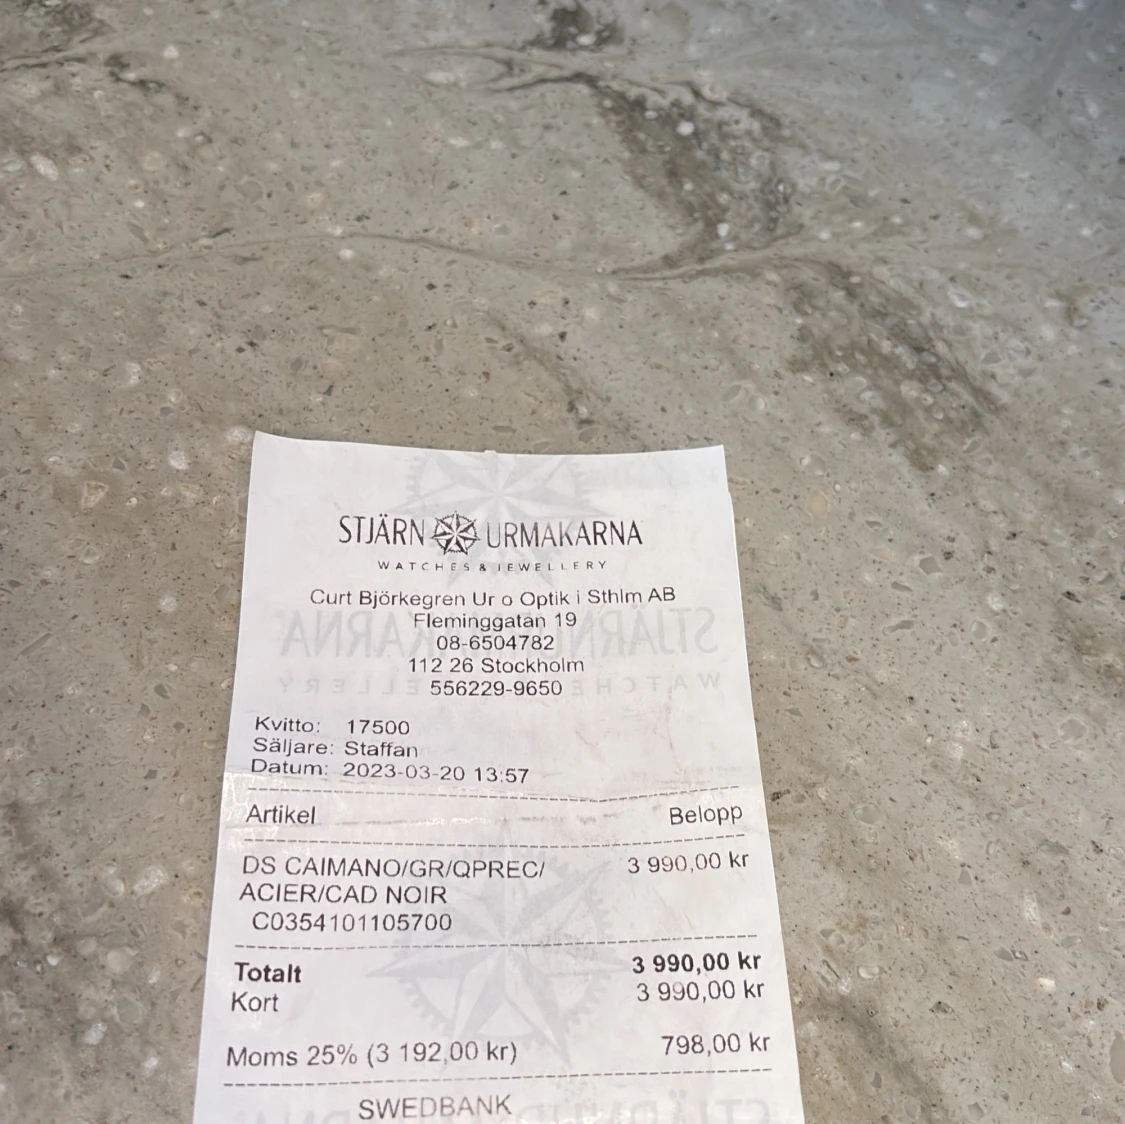 STJÄRN URMAKARNA
WATCHES & JEWELLERY
Curt Björkegren Ur o Optik i Sthlm AB
Fleminggatan 19
08-6504782
112 26 Stockholm
556229-9650
Kvitto: 17500
Säljare: Staffan
Datum: 2023-03-20 13:57
Artikel Belopp
DS CAIMANO/GR/QPREC/ 3 990,00 kr
ACIER/CAD NOIR
C0354101105700
Totalt 3 990,00 kr
Kort 3 990,00 kr
Moms 25% (3 192,00 kr) 798,00 kr
SWEDBANK